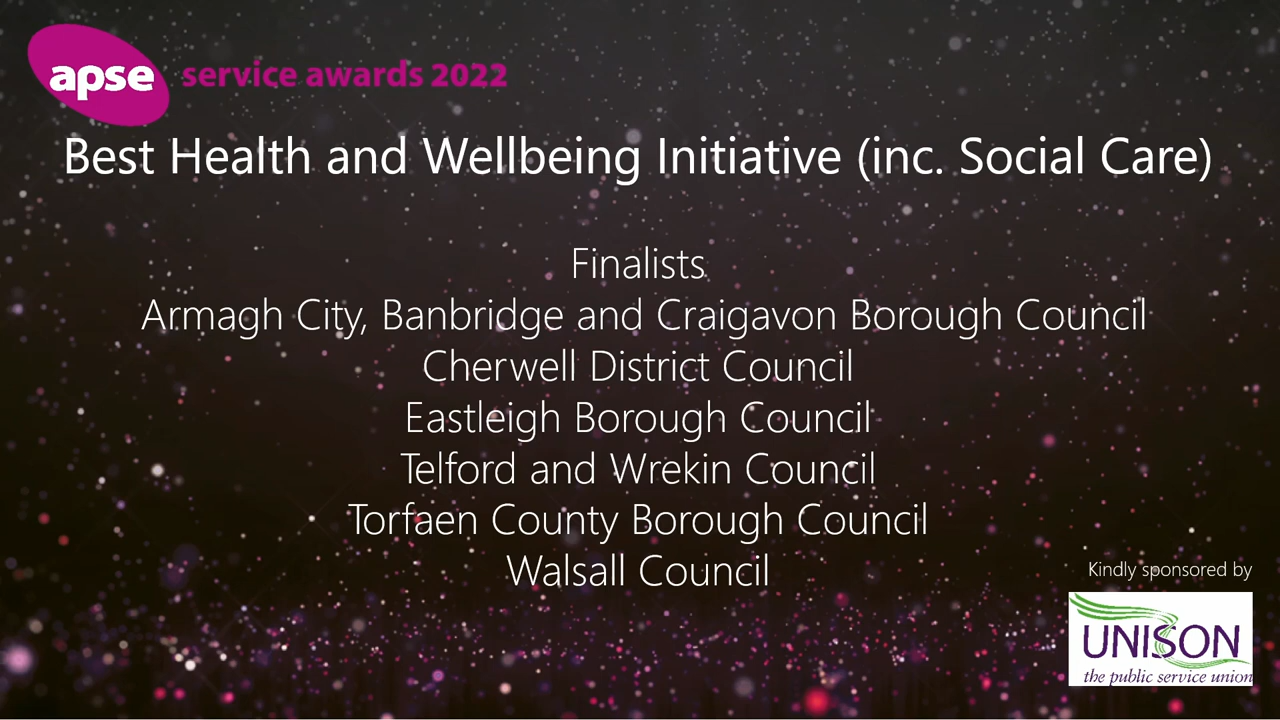 apse service awards 2022
Best Health and Wellbeing Initiative (inc. Social Care)
Finalists
Armagh City, Banbridge and Craigavon Borough Council
Cherwell District Council
Eastleigh Borough Council
Telford and Wrekin Council
Torfaen County Borough Council
Walsall Council
Kindly sponsored by
UNISON
the public service union